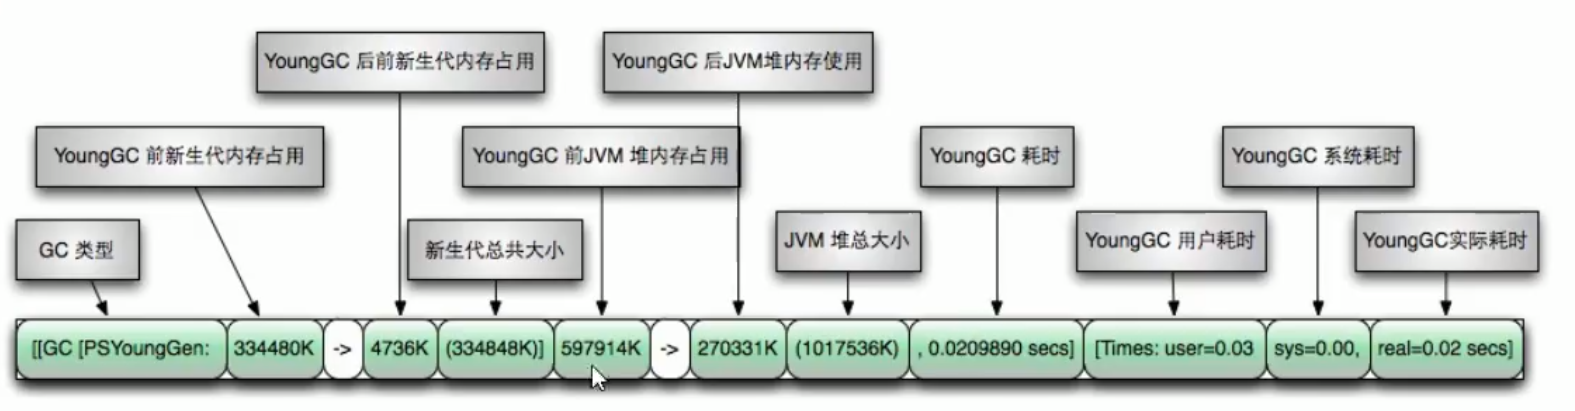 YoungGC 后前新生代内存占用
YoungGC 后JVM堆内存使用
YoungGC 前新生代内存占用
YoungGC 前JVM 堆内存占用
YoungGC 耗时
YoungGC 系统耗时
GC 类型
新生代总共大小
JVM 堆总大小
YoungGC 用户耗时
YoungGC实际耗时
[[GC [PSYoungGen: 334480K -> 4736K (334848K)] 597914K -> 270331K (1017536K) , 0.0209890 secs] [Times: user=0.03 sys=0.00, real=0.02 secs]